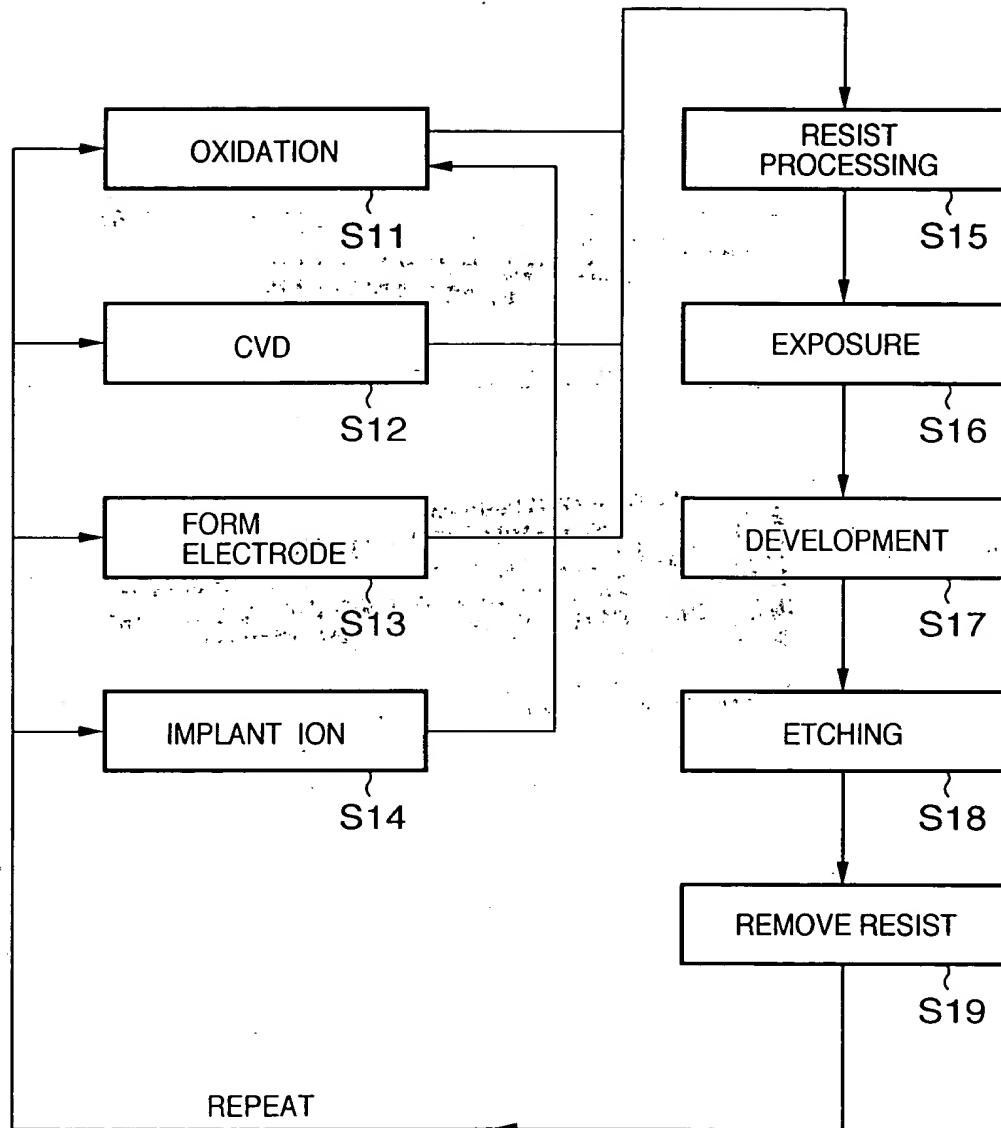 OXIDATION
S11
CVD
S12
FORM
ELECTRODE
S13
IMPLANT ION
S14
RESIST
PROCESSING
S15
EXPOSURE
S16
DEVELOPMENT
S17
ETCHING
S18
REMOVE RESIST
S19
REPEAT